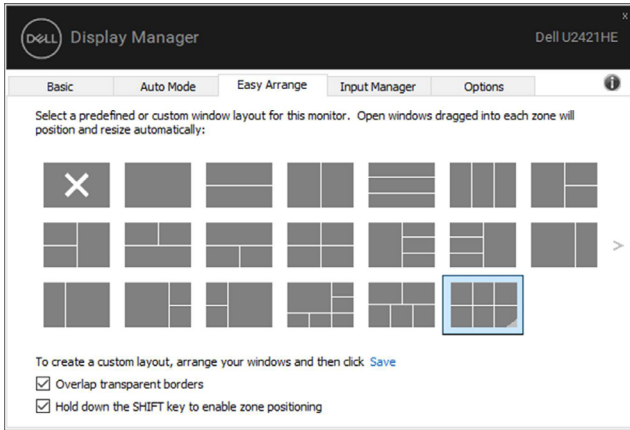 x
DELL Display Manager Dell U2421HE
Basic Auto Mode Easy Arrange Input Manager Options
Select a predefined or custom window layout for this monitor. Open windows dragged into each zone will
position and resize automatically:
To create a custom layout, arrange your windows and then click Save
Overlap transparent borders
Hold down the SHIFT key to enable zone positioning